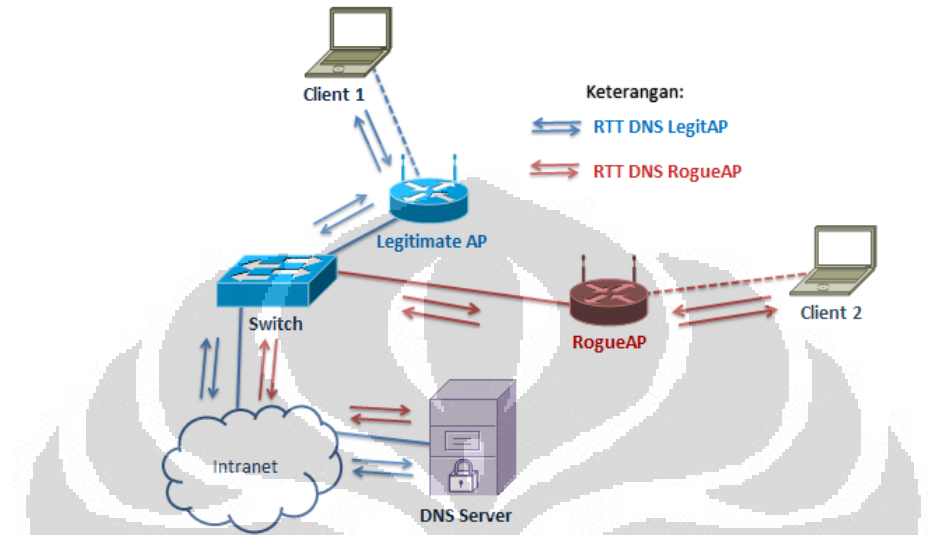 Client 1
Keterangan:
RTT DNS LegitAP
RTT DNS RogueAP
Legitimate AP
Switch
RogueAP
Client 2
Intranet
DNS Server